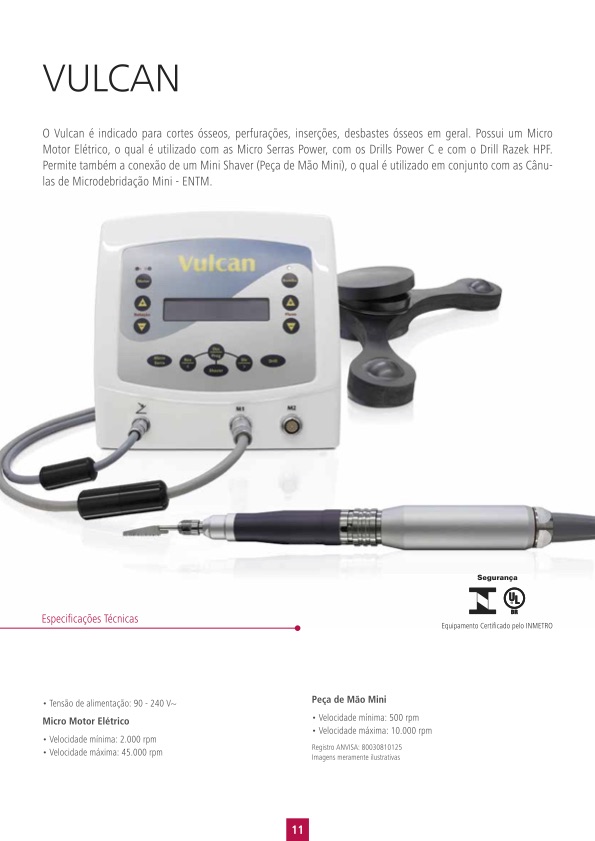 VULCAN
O Vulcan é indicado para cortes ósseos, perfurações, inserções, desbastes ósseos em geral. Possui um Micro
Motor Elétrico, o qual é utilizado com as Micro Serras Power, com os Drills Power C e com o Drill Razek HPF.
Permite também a conexão de um Mini Shaver (Peça de Mão Mini), o qual é utilizado em conjunto com as Cânu-
las de Microdebridação Mini - ENTM.
Vulcan
Drill
Shaver
M1
M2
Segurança
UL
BR
Equipamento Certificado pelo INMETRO
Especificações Técnicas
• Tensão de alimentação: 90 - 240 V~
Micro Motor Elétrico
• Velocidade mínima: 2.000 rpm
• Velocidade máxima: 45.000 rpm
Peça de Mão Mini
• Velocidade mínima: 500 rpm
• Velocidade máxima: 10.000 rpm
Registro ANVISA: 80030810125
Imagens meramente ilustrativas
11